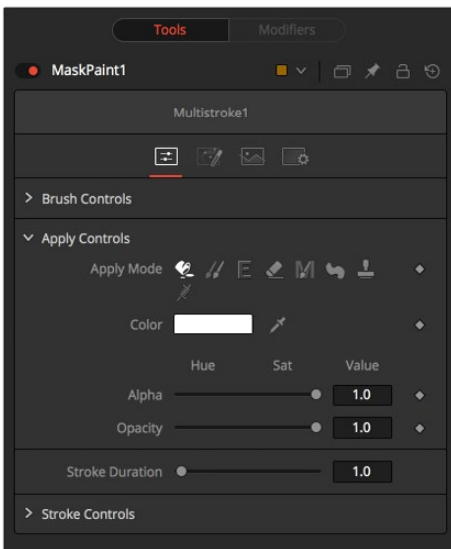 Tools Modifiers
MaskPaint1
Multistroke1
Brush Controls
Apply Controls
Apply Mode E M
Color
Hue Sat Value
Alpha 1.0
Opacity 1.0
Stroke Duration 1.0
Stroke Controls